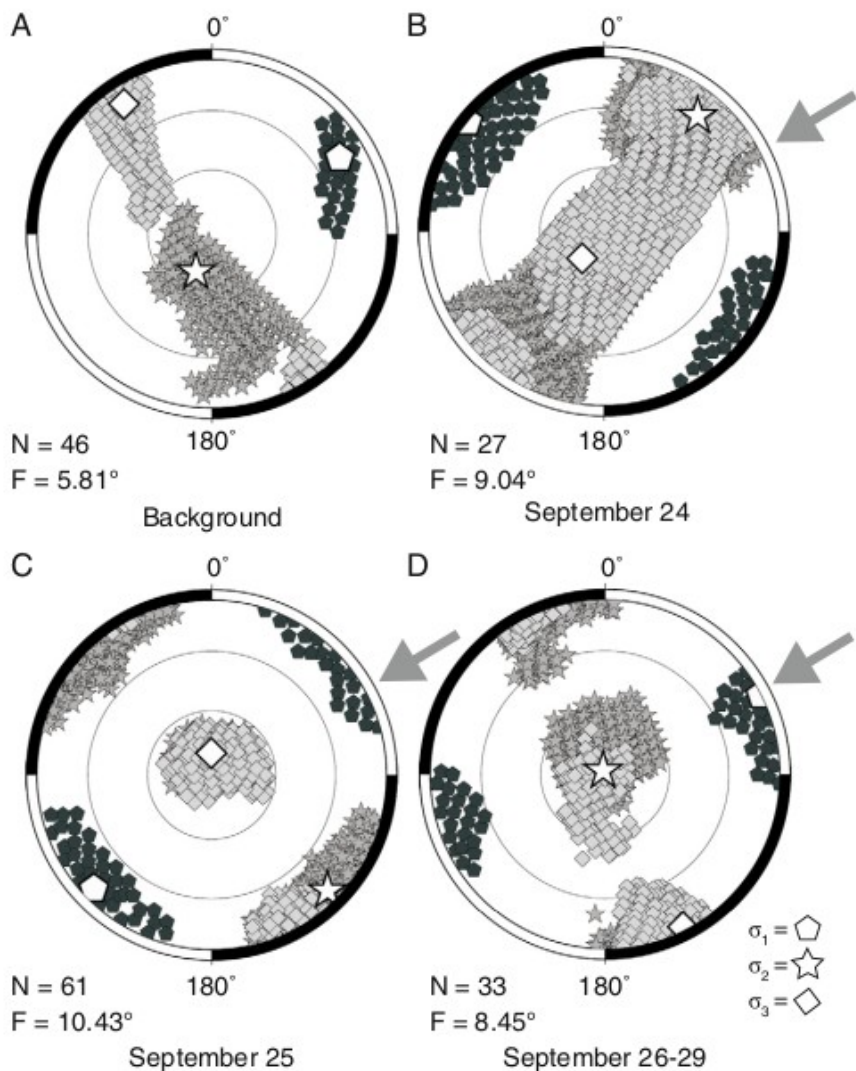 A
0°
N = 46
F = 5.81°
180°
Background
B
0°
N = 27
F = 9.04°
180°
September 24
C
0°
N = 61
F = 10.43°
180°
September 25
D
0°
N = 33
F = 8.45°
180°
September 26-29
σ1 =
σ2 =
σ3 =